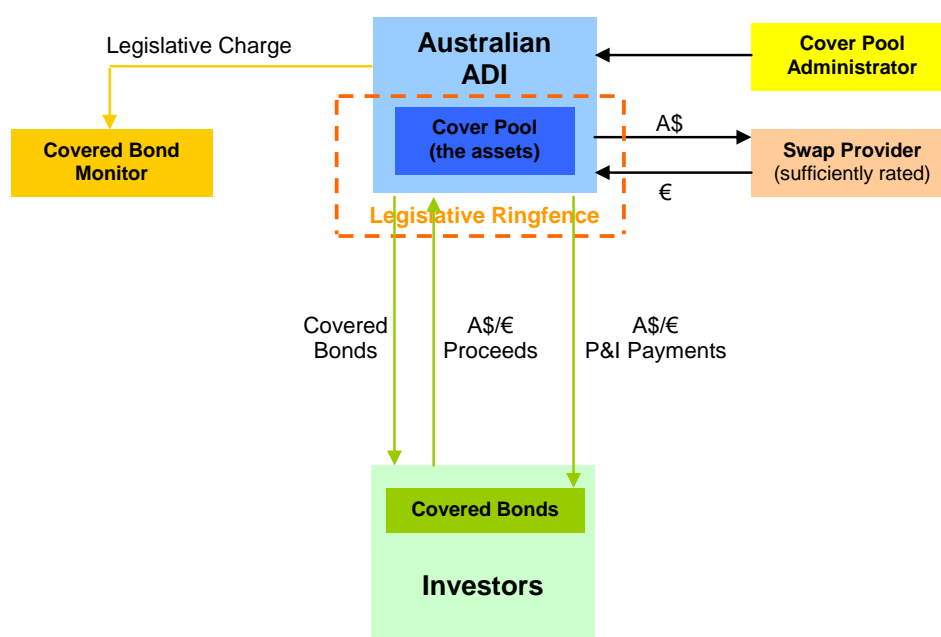 Legislative Charge
Australian
ADI
Cover Pool
Administrator
Cover Pool
(the assets)
A$
Covered Bond
Monitor
Swap Provider
(sufficiently rated)
€
Legislative Ringfence
Covered
Bonds
A$/€
Proceeds
A$/€
P&I Payments
Covered Bonds
Investors